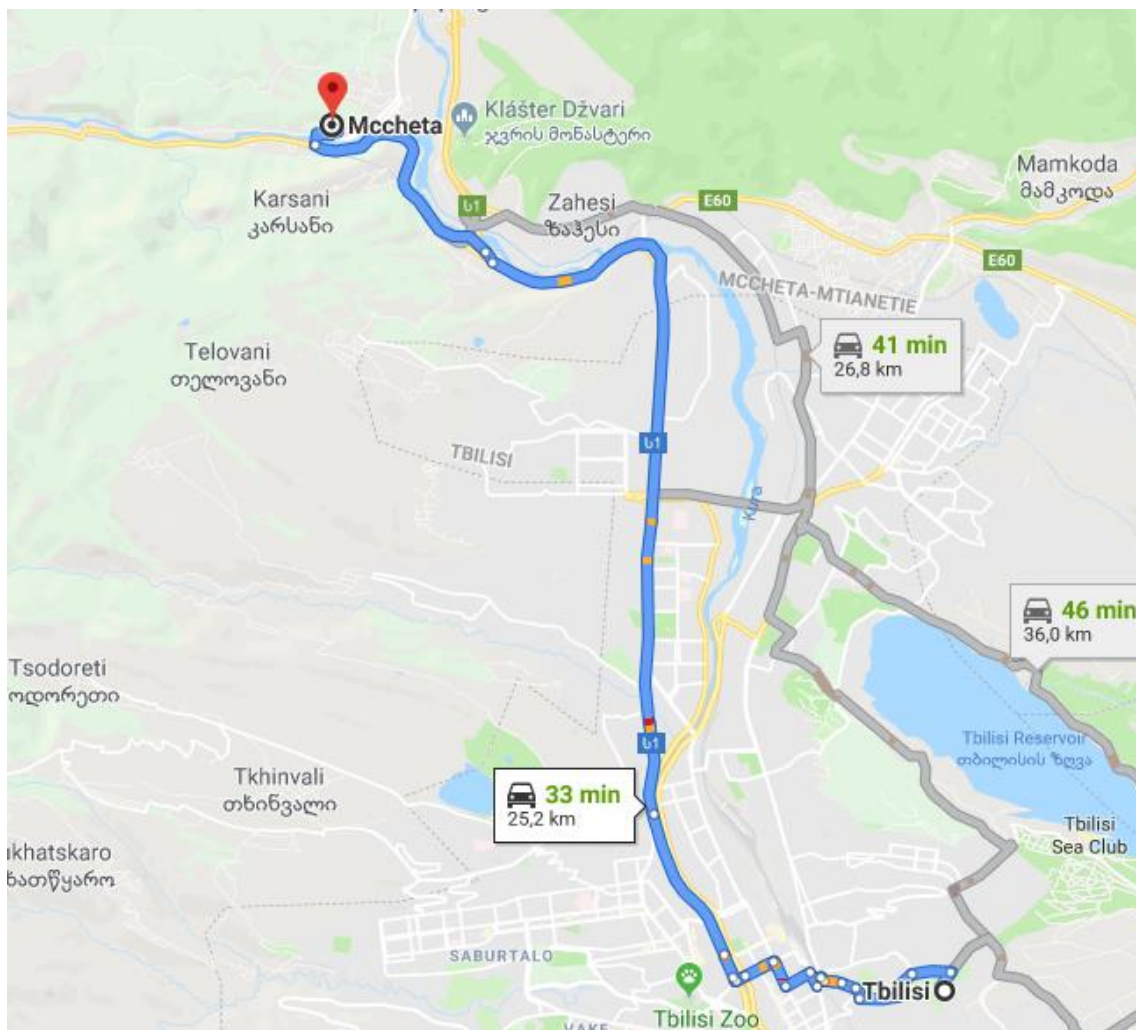 Mccheta
Klášter Džvari
ჯვრის მონასტერი
Mamkoda
მამკოდა
Karsani
კარსანი
ს1
Zahesi
ზაჰესი
E60
E60
MCCHETA-MTIANETIE
Telovani
თელოვანი
41 min
26,8 km
TBILISI
ს1
Kura
46 min
36,0 km
Tsodoreti
ოდორეთი
ს1
Tbilisi Reservoir
თბილისის ზღვა
Tkhinvali
თხინვალი
33 min
25,2 km
Tbilisi
Sea Club
khatskaro
ხატწყარო
SABURTALO
Tbilisi
Tbilisi Zoo
VAKE